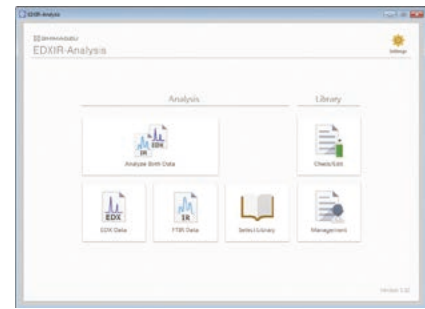 EDXIR-Analysis
SHIMADZU
EDXIR-Analysis
Settings
Analysis
Library
EDX
IR
Analyze Both Data
Check/Edit
EDX
IR
EDX Data
FTIR Data
Select Library
Management